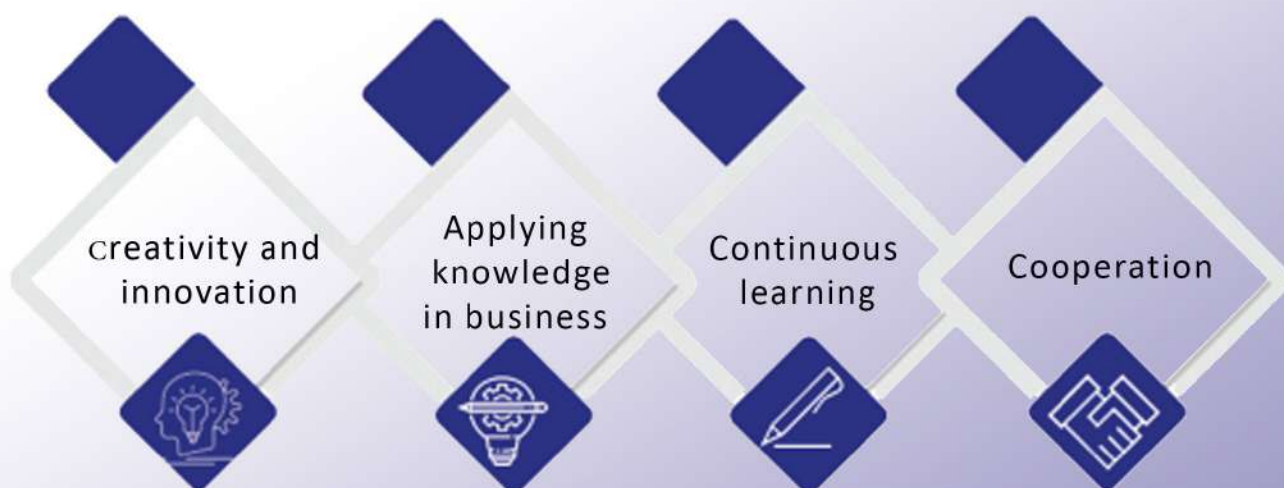 Creativity and
innovation
Applying
knowledge
in business
Continuous
learning
Cooperation